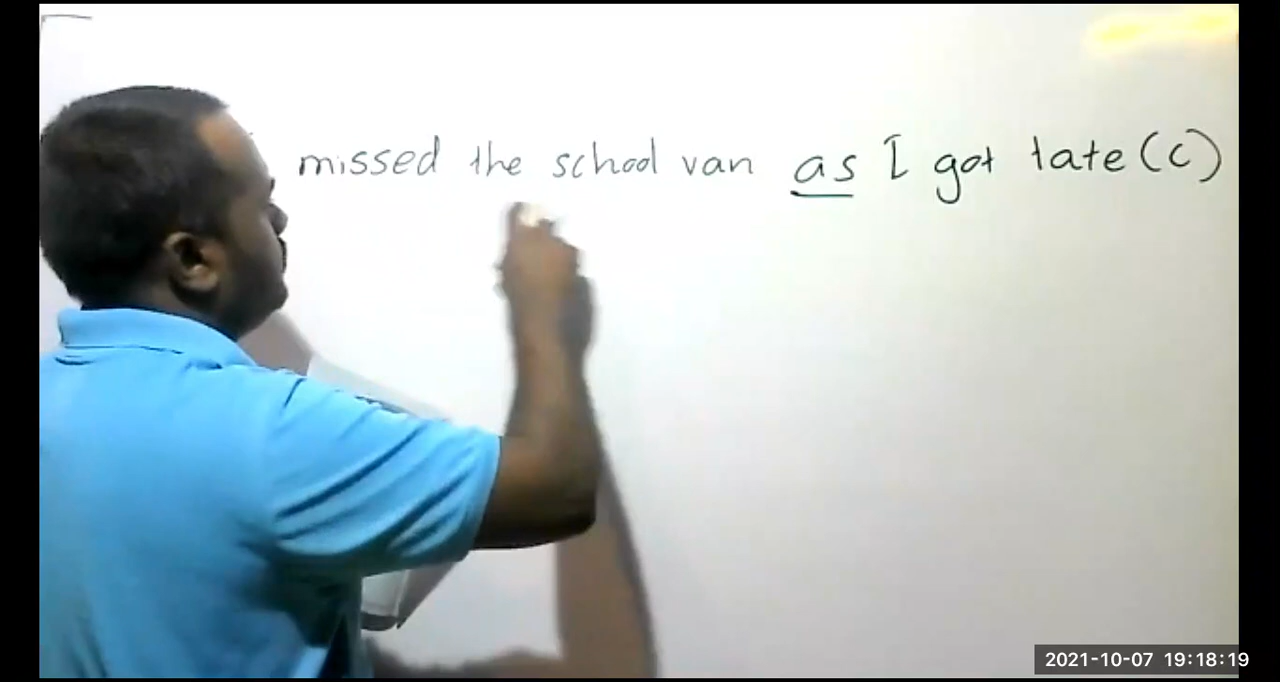 missed the school van as I got late (c)
2021-10-07 19:18:19